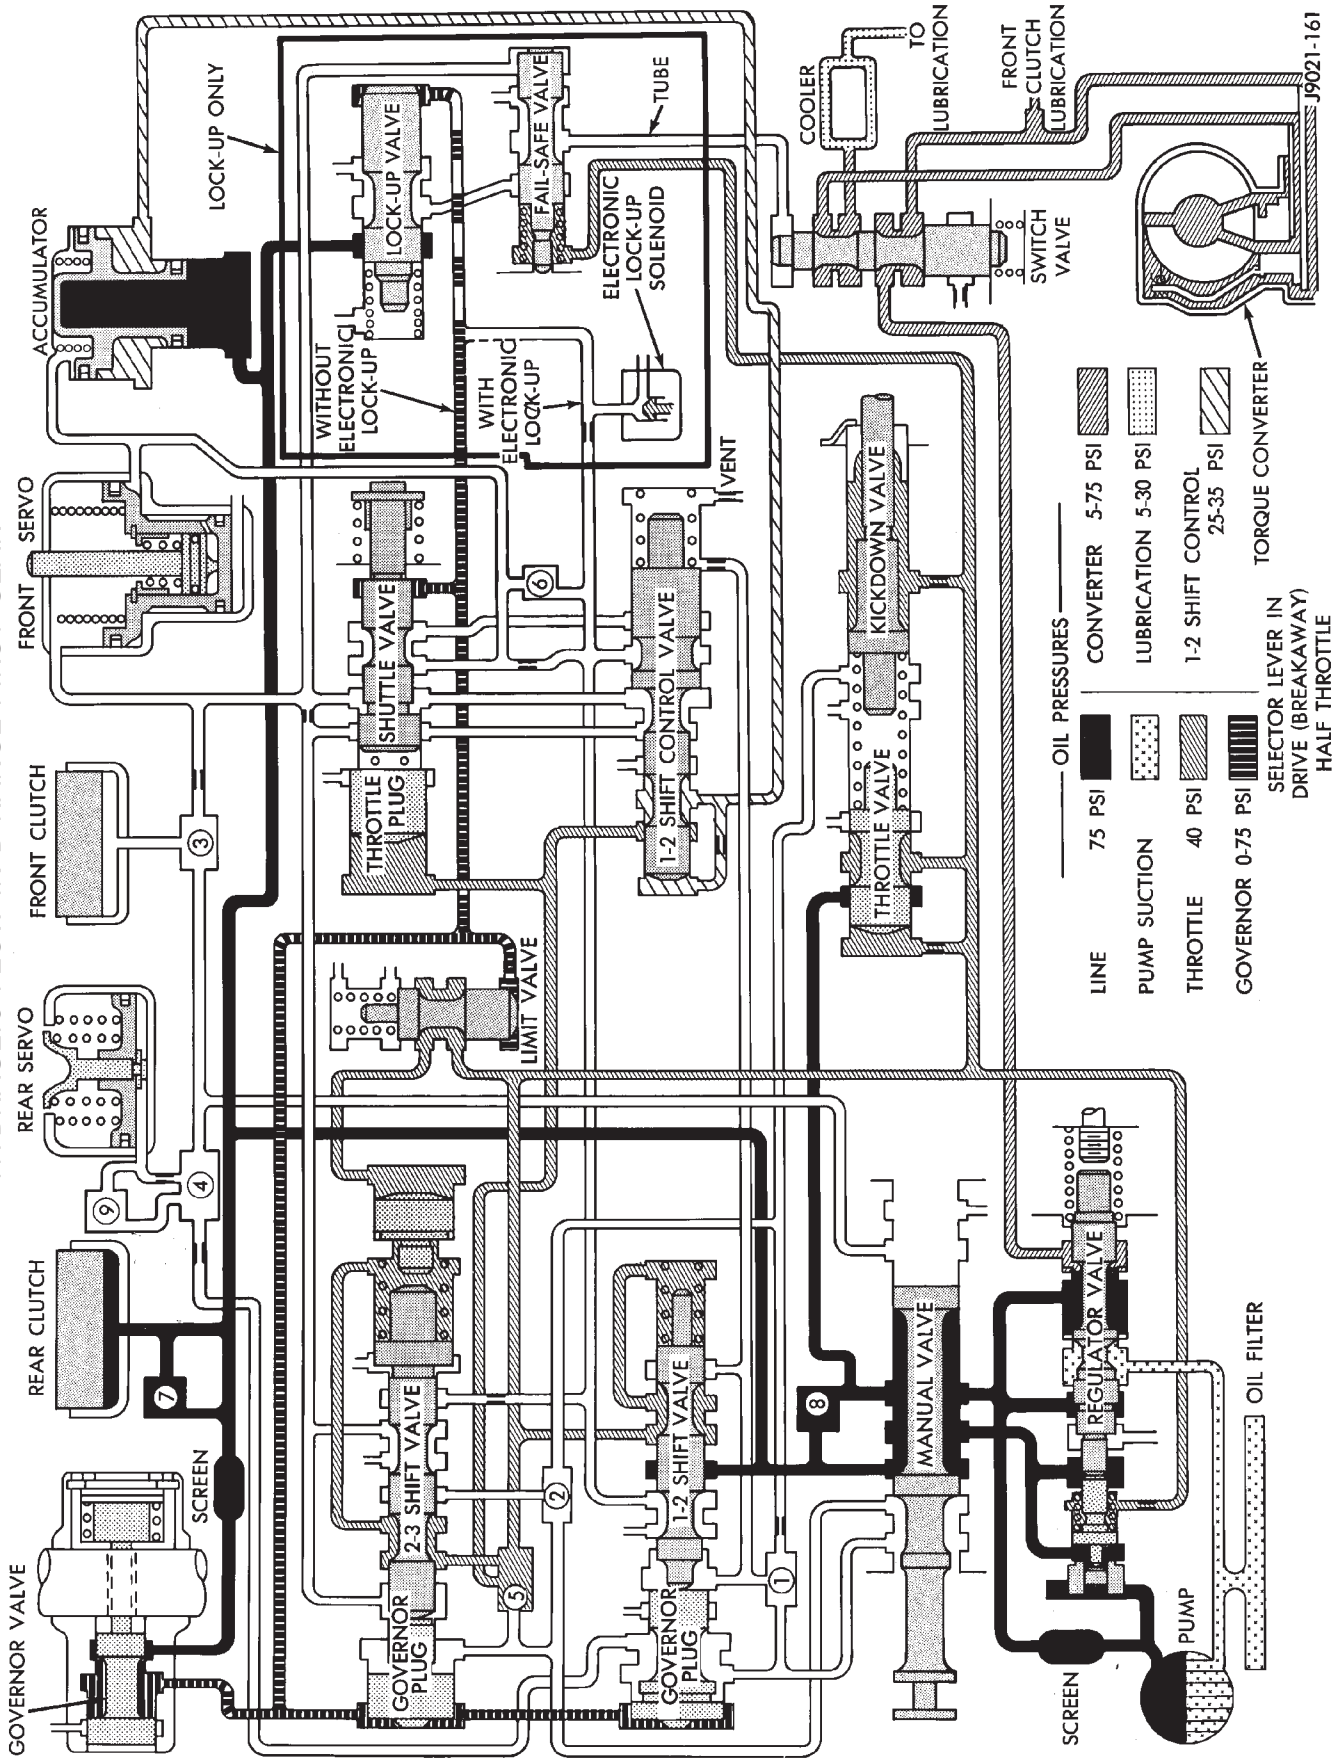 GOVERNOR VALVE
REAR CLUTCH
REAR SERVO
FRONT CLUTCH
FRONT SERVO
ACCUMULATOR
SCREEN
7
9
4
3
LOCK-UP ONLY
GOVERNOR
PLUG
2-3 SHIFT VALVE
LIMIT VALVE
THROTTLE
PLUG
SHUTTLE VALVE
WITHOUT
ELECTRONIC
LOCK-UP
LOCK-UP VALVE
WITH
ELECTRONIC
LOCK-UP
FAIL-SAFE VALVE
5
2
6
ELECTRONIC
LOCK-UP
SOLENOID
TUBE
GOVERNOR
PLUG
1-2 SHIFT VALVE
1-2 SHIFT CONTROL VALVE
VENT
1
8
COOLER
TO
LUBRICATION
FRONT
CLUTCH
LUBRICATION
MANUAL VALVE
THROTTLE VALVE
KICKDOWN VALVE
SWITCH
VALVE
SCREEN
PUMP
REGULATOR VALVE
OIL FILTER
OIL PRESSURES
LINE 75 PSI
CONVERTER 5-75 PSI
PUMP SUCTION
LUBRICATION 5-30 PSI
THROTTLE 40 PSI
1-2 SHIFT CONTROL
25-35 PSI
GOVERNOR 0-75 PSI
TORQUE CONVERTER
SELECTOR LEVER IN
DRIVE (BREAKAWAY)
HALF THROTTLE
J9021-161